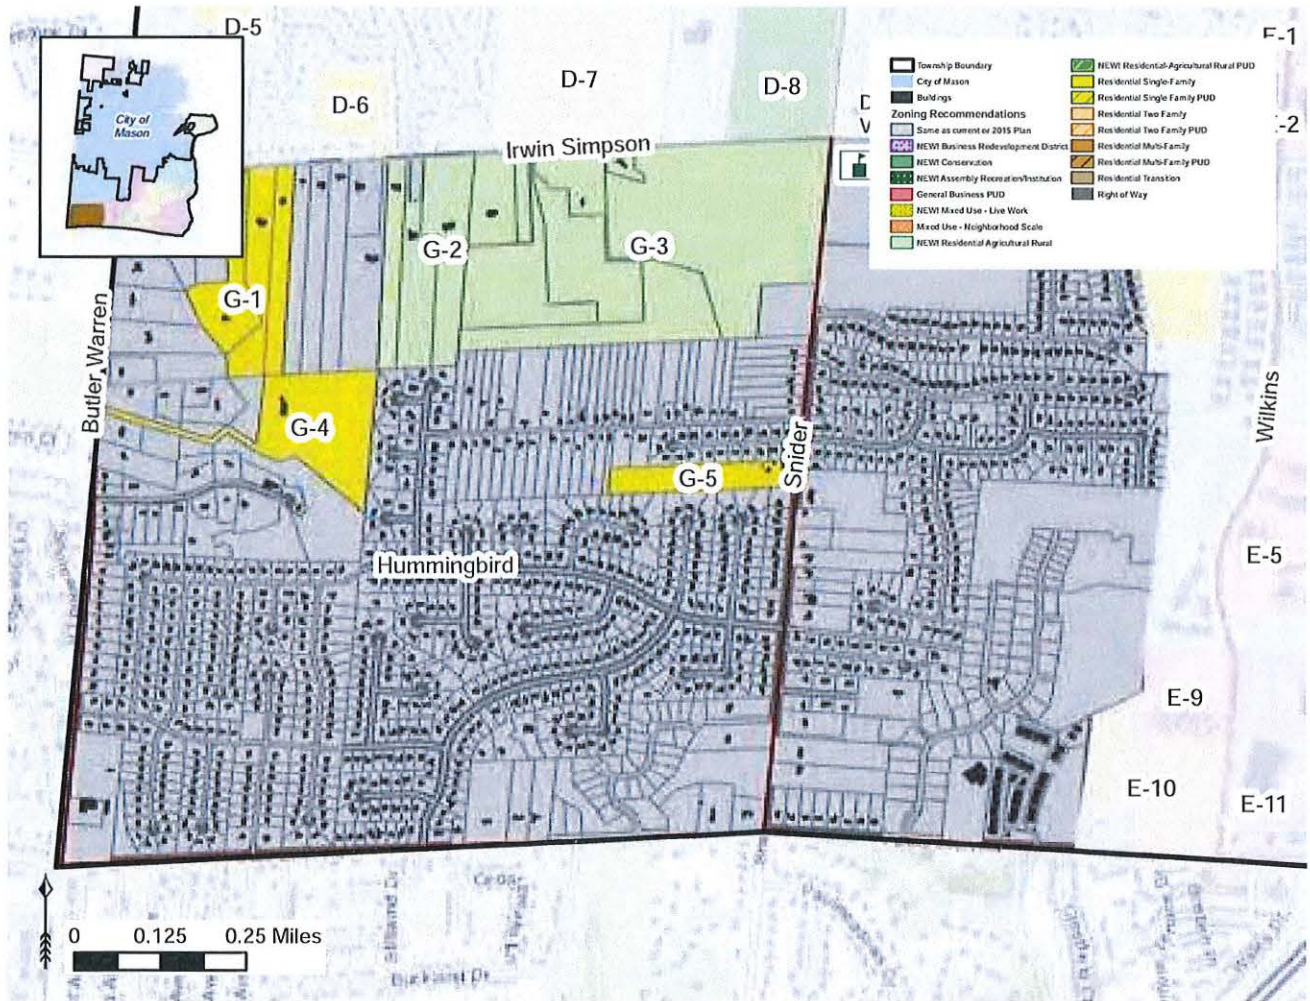 D-5
E-1
City of
Mason
D-6
D-7
D-8
Irwin Simpson
Township Boundary
City of Mason
Buildings
Zoning Recommendations
Same as current or 2015 Plan
NEW! Business Redevelopment District
NEW! Conservation
NEW! Assembly Recreation/Institution
General Business PUD
NEW! Mixed Use - Live Work
Mixed Use - Neighborhood Scale
NEW! Residential Agricultural Rural
NEW! Residential-Agricultural Rural PUD
Residential Single-Family
Residential Single Family PUD
Residential Two Family
Residential Two Family PUD
Residential Multi-Family
Residential Multi-Family PUD
Residential Transition
Right of Way
-2
G-1
G-2
G-3
Butler Warren
G-4
G-5
Snider
Wilkins
Hummingbird
E-5
E-9
E-10
E-11
0 0.125 0.25 Miles
Buckland Dr